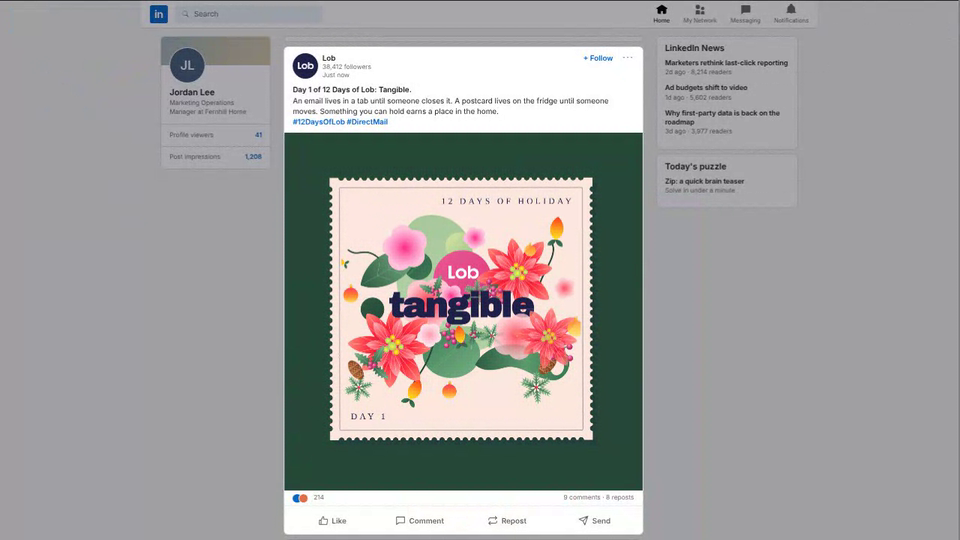 in
Search
Home
My Network
Messaging
Notifications
JL
Jordan Lee
Marketing Operations
Manager at Fernhill Home
Profile viewers 41
Post impressions 1,208
Lob
Lob
38,412 followers
Just now
+ Follow
Day 1 of 12 Days of Lob: Tangible.
An email lives in a tab until someone closes it. A postcard lives on the fridge until someone
moves. Something you can hold earns a place in the home.
#12DaysOfLob #DirectMail
12 DAYS OF HOLIDAY
Lob
tangible
DAY 1
214
9 comments · 8 reposts
Like
Comment
Repost
Send
LinkedIn News
Marketers rethink last-click reporting
2d ago · 8,214 readers
Ad budgets shift to video
1d ago · 5,602 readers
Why first-party data is back on the
roadmap
3d ago · 3,977 readers
Today's puzzle
Zip: a quick brain teaser
Solve in under a minute